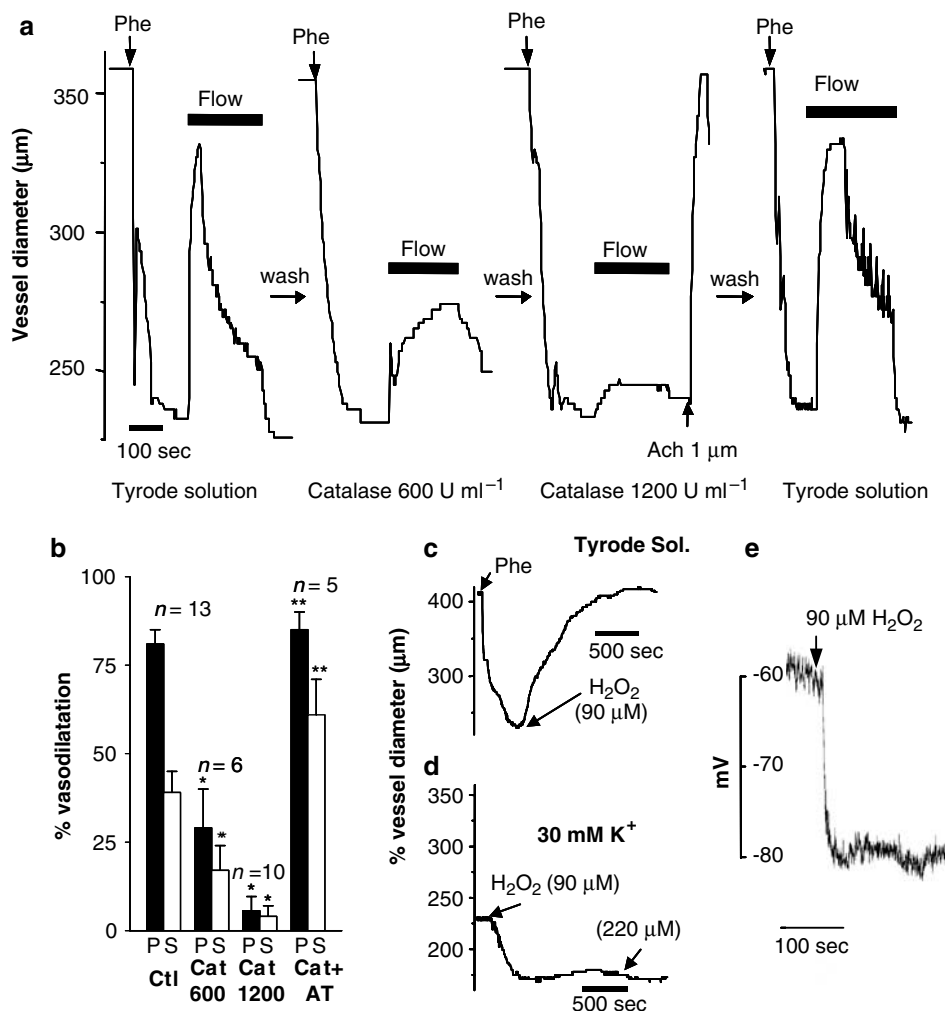 a
Phe
Phe
Phe
Phe
Flow
Flow
Flow
Flow
wash
wash
wash
Vessel diameter (μm)
350
300
250
100 sec
Ach 1 μm
Tyrode solution
Catalase 600 U ml⁻¹
Catalase 1200 U ml⁻¹
Tyrode solution
b
% vasodilatation
100
75
50
25
0
n = 13
n = 6
n = 10
n = 5
*
*
*
*
**
**
P S P S P S P S
Ctl
Cat 600
Cat 1200
Cat+ AT
c
Tyrode Sol.
Phe
400
300
500 sec
H₂O₂
(90 μM)
% vessel diameter (μm)
d
350
300
250
225
175
30 mM K⁺
H₂O₂ (90 μM)
(220 μM)
500 sec
e
90 μM H₂O₂
mV
-60
-70
-80
100 sec